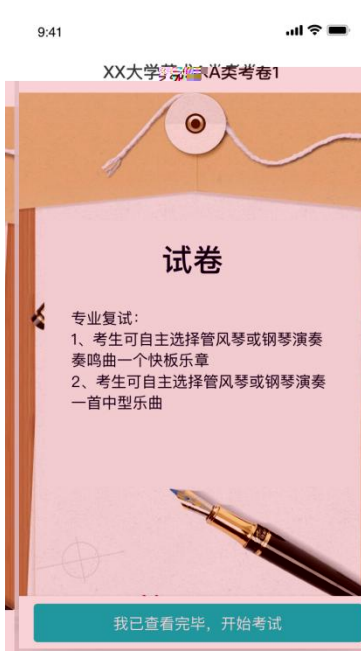 9:41
XX大学
A类考卷1
试卷
专业复试：
1、考生可自主选择管风琴或钢琴演奏
奏鸣曲一个快板乐章
2、考生可自主选择管风琴或钢琴演奏
一首中型乐曲
我已查看完毕，开始考试